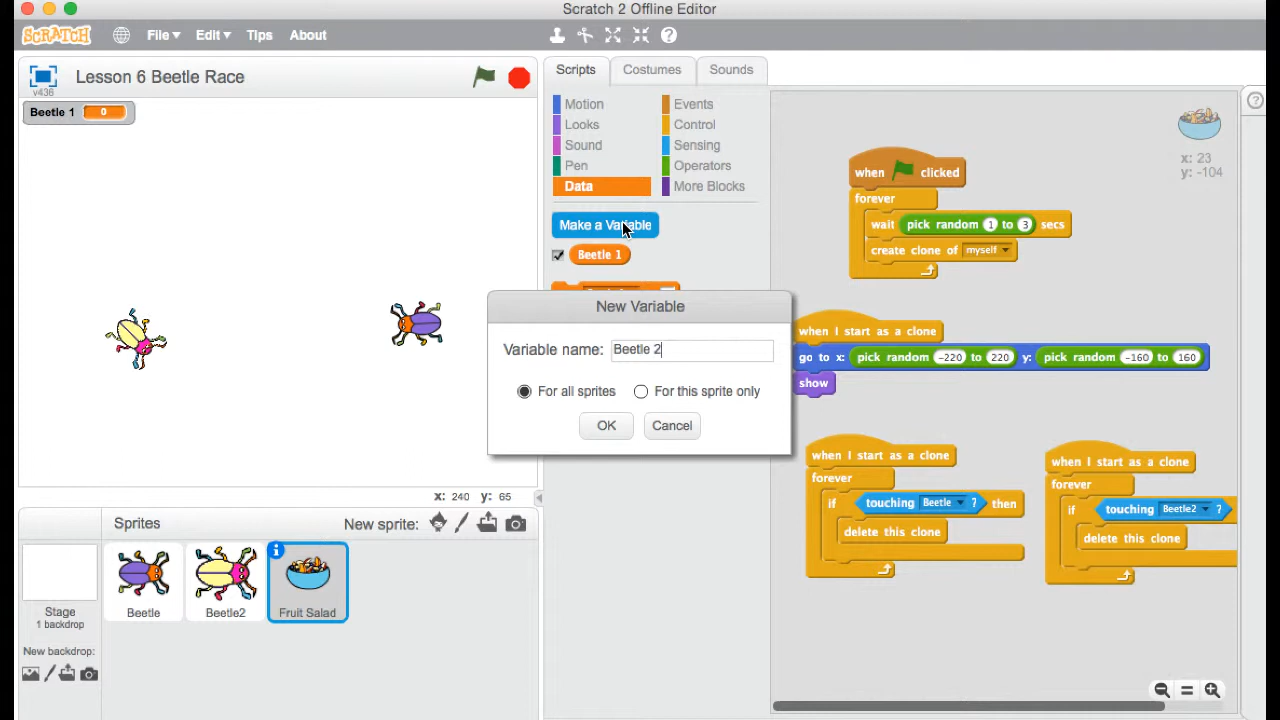 Scratch 2 Offline Editor
SCRATCH File Edit Tips About
Lesson 6 Beetle Race
v436
Beetle 1 0
x: 240 y: 65
Sprites New sprite:
Stage
1 backdrop
New backdrop:
Beetle
Beetle2
Fruit Salad
Scripts Costumes Sounds
Motion Events
Looks Control
Sound Sensing
Pen Operators
Data More Blocks
Make a Variable
Beetle 1
New Variable
Variable name: Beetle 2
For all sprites For this sprite only
OK Cancel
x: 23
y: -104
when clicked
forever
wait pick random 1 to 3 secs
create clone of myself
when I start as a clone
go to x: pick random -220 to 220 y: pick random -160 to 160
show
when I start as a clone
forever
if touching Beetle ? then
delete this clone
when I start as a clone
forever
if touching Beetle2 ?
delete this clone